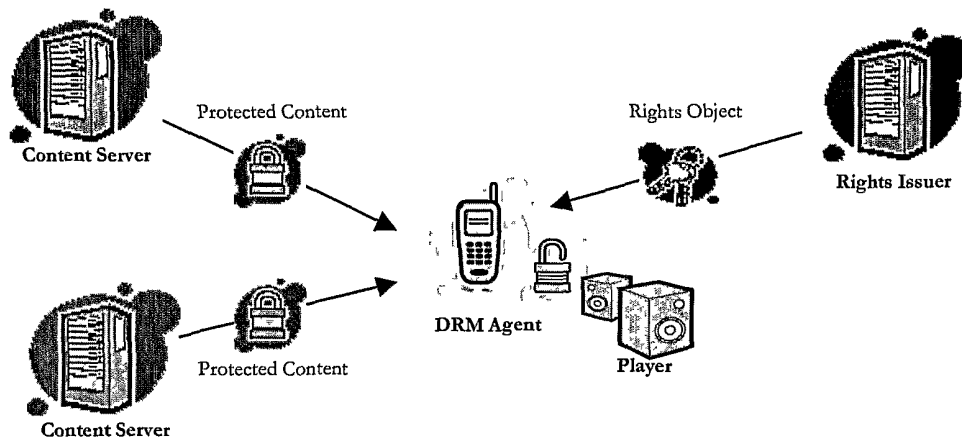 Protected Content
Rights Object
Content Server
Rights Issuer
DRM Agent
Protected Content
Player
Content Server